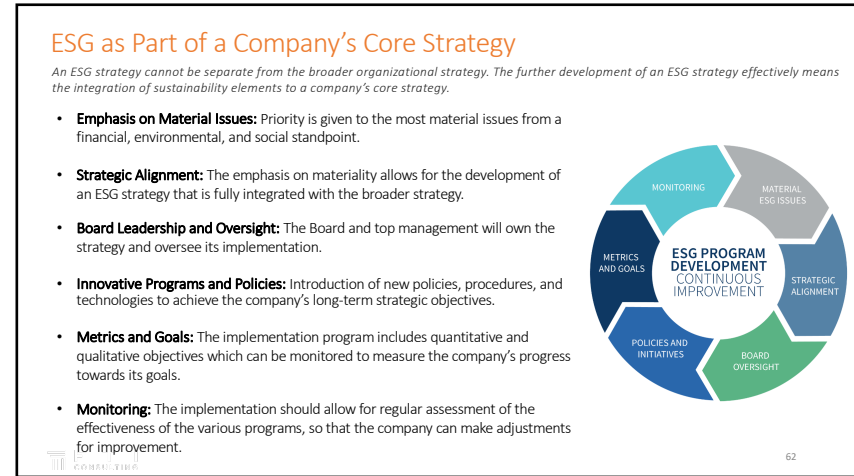 ESG as Part of a Company's Core Strategy
An ESG strategy cannot be separate from the broader organizational strategy. The further development of an ESG strategy effectively means
the integration of sustainability elements to a company's core strategy.
• Emphasis on Material Issues: Priority is given to the most material issues from a
financial, environmental, and social standpoint.
• Strategic Alignment: The emphasis on materiality allows for the development of
an ESG strategy that is fully integrated with the broader strategy.
• Board Leadership and Oversight: The Board and top management will own the
strategy and oversee its implementation.
• Innovative Programs and Policies: Introduction of new policies, procedures, and
technologies to achieve the company's long-term strategic objectives.
• Metrics and Goals: The implementation program includes quantitative and
qualitative objectives which can be monitored to measure the company's progress
towards its goals.
• Monitoring: The implementation should allow for regular assessment of the
effectiveness of the various programs, so that the company can make adjustments
for improvement.
MONITORING
MATERIAL
ESG ISSUES
STRATEGIC
ALIGNMENT
BOARD
OVERSIGHT
POLICIES AND
INITIATIVES
METRICS
AND GOALS
ESG PROGRAM
DEVELOPMENT
CONTINUOUS
IMPROVEMENT
CONSULTING
62